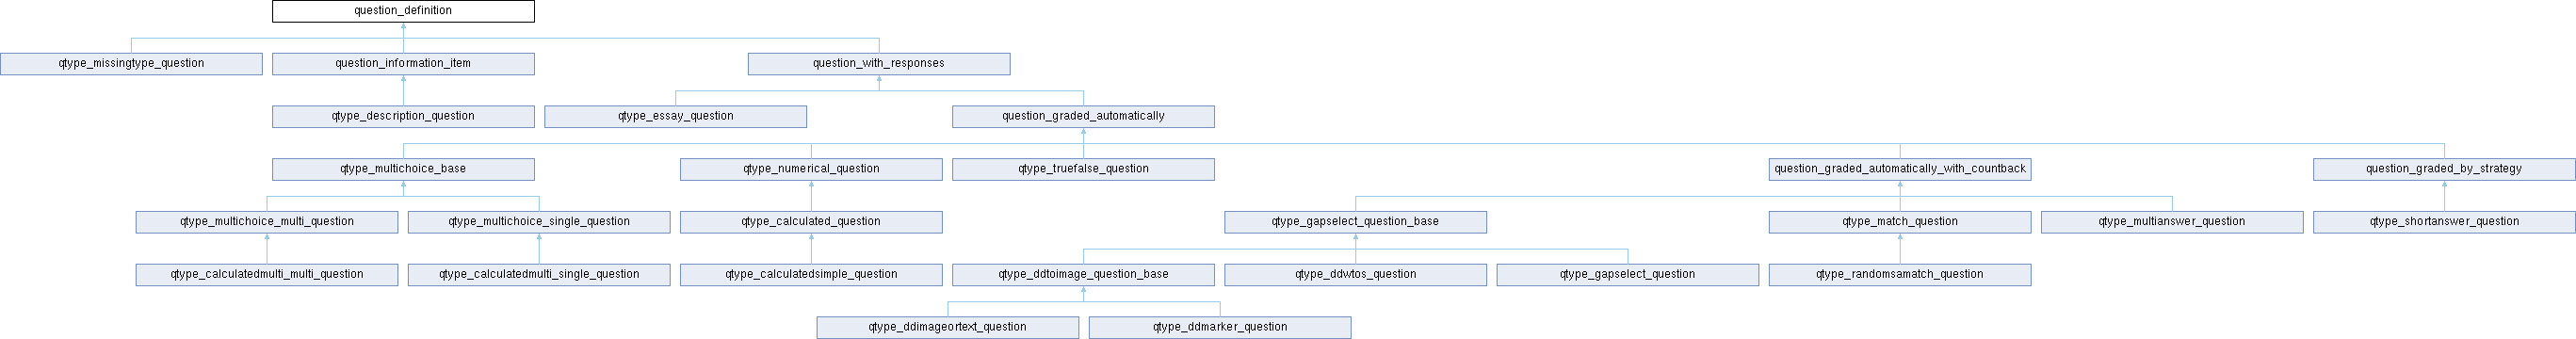 question_definition
qtype_missingtype_question
question_information_item
question_with_responses
qtype_description_question
qtype_essay_question
question_graded_automatically
qtype_multichoice_base
qtype_numerical_question
qtype_truefalse_question
question_graded_automatically_with_countback
question_graded_by_strategy
qtype_multichoice_multi_question
qtype_multichoice_single_question
qtype_calculated_question
qtype_gapselect_question_base
qtype_match_question
qtype_multianswer_question
qtype_shortanswer_question
qtype_calculatedmulti_multi_question
qtype_calculatedmulti_single_question
qtype_calculatedsimple_question
qtype_ddtoimage_question_base
qtype_ddwtos_question
qtype_gapselect_question
qtype_randomsamatch_question
qtype_ddimageortext_question
qtype_ddmarker_question